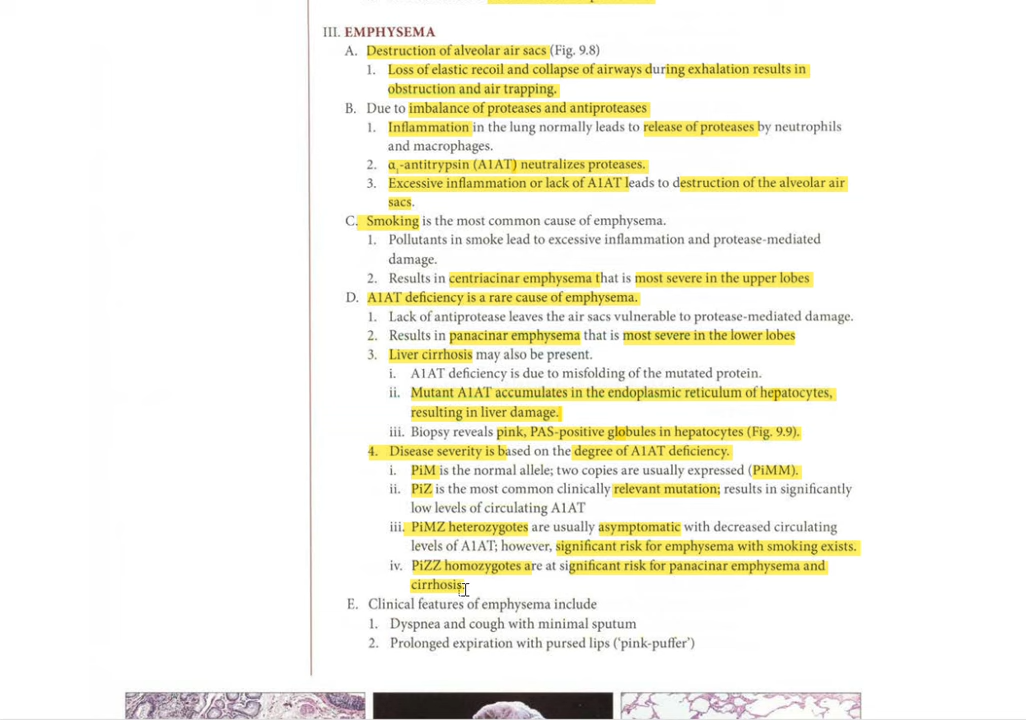 III. EMPHYSEMA
A. Destruction of alveolar air sacs (Fig. 9.8)
1. Loss of elastic recoil and collapse of airways during exhalation results in
obstruction and air trapping.
B. Due to imbalance of proteases and antiproteases
1. Inflammation in the lung normally leads to release of proteases by neutrophils
and macrophages.
2. α₁-antitrypsin (A1AT) neutralizes proteases.
3. Excessive inflammation or lack of A1AT leads to destruction of the alveolar air
sacs.
C. Smoking is the most common cause of emphysema.
1. Pollutants in smoke lead to excessive inflammation and protease-mediated
damage.
2. Results in centriacinar emphysema that is most severe in the upper lobes
D. A1AT deficiency is a rare cause of emphysema.
1. Lack of antiprotease leaves the air sacs vulnerable to protease-mediated damage.
2. Results in panacinar emphysema that is most severe in the lower lobes
3. Liver cirrhosis may also be present.
i. A1AT deficiency is due to misfolding of the mutated protein.
ii. Mutant A1AT accumulates in the endoplasmic reticulum of hepatocytes,
resulting in liver damage.
iii. Biopsy reveals pink, PAS-positive globules in hepatocytes (Fig. 9.9).
4. Disease severity is based on the degree of A1AT deficiency.
i. PiM is the normal allele; two copies are usually expressed (PiMM).
ii. PiZ is the most common clinically relevant mutation; results in significantly
low levels of circulating A1AT
iii. PiMZ heterozygotes are usually asymptomatic with decreased circulating
levels of A1AT; however, significant risk for emphysema with smoking exists.
iv. PiZZ homozygotes are at significant risk for panacinar emphysema and
cirrhosis.
E. Clinical features of emphysema include
1. Dyspnea and cough with minimal sputum
2. Prolonged expiration with pursed lips ('pink-puffer')